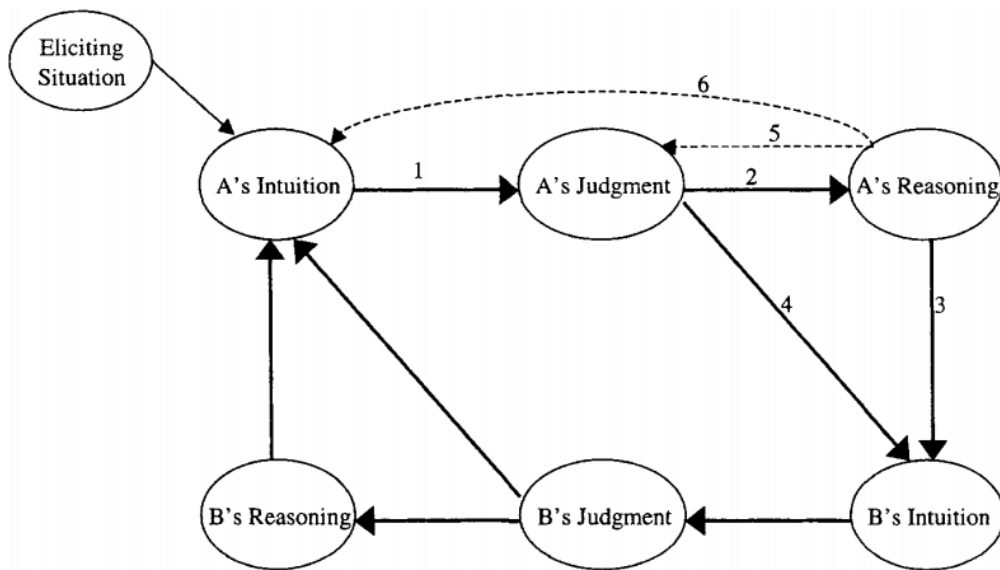 Eliciting
Situation
6
5
A's Intuition
1
A's Judgment
2
A's Reasoning
4
3
B's Reasoning
B's Judgment
B's Intuition